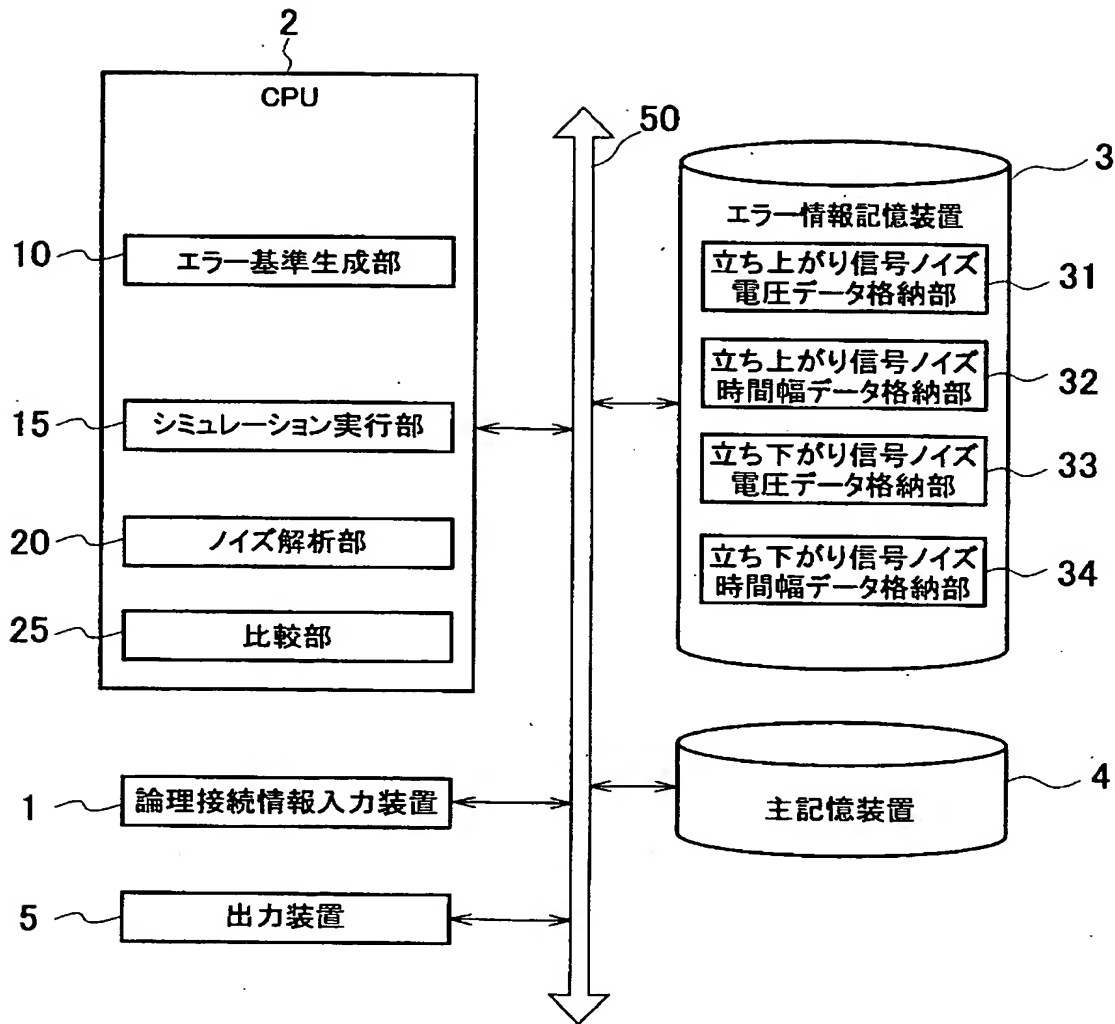 2
CPU
10
エラー基準生成部
15
シミュレーション実行部
20
ノイズ解析部
25
比較部
1
論理接続情報入力装置
5
出力装置
50
3
エラー情報記憶装置
立ち上がり信号ノイズ
電圧データ格納部
31
立ち上がり信号ノイズ
時間幅データ格納部
32
立ち下がり信号ノイズ
電圧データ格納部
33
立ち下がり信号ノイズ
時間幅データ格納部
34
主記憶装置
4